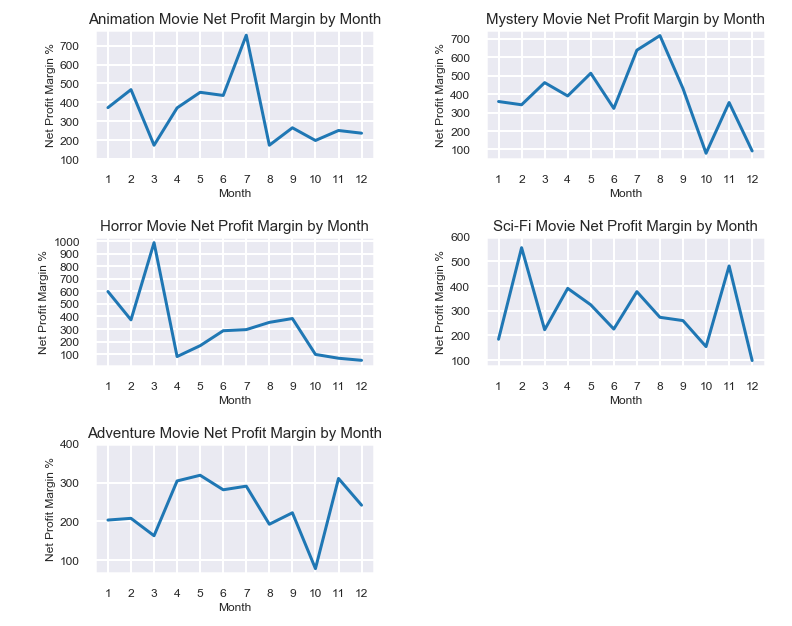 Animation Movie Net Profit Margin by Month
Net Profit Margin %
700
600
500
400
300
200
100
1 2 3 4 5 6 7 8 9 10 11 12
Month
Mystery Movie Net Profit Margin by Month
Net Profit Margin %
700
600
500
400
300
200
100
1 2 3 4 5 6 7 8 9 10 11 12
Month
Horror Movie Net Profit Margin by Month
Net Profit Margin %
1000
900
800
700
600
500
400
300
200
100
1 2 3 4 5 6 7 8 9 10 11 12
Month
Sci-Fi Movie Net Profit Margin by Month
Net Profit Margin %
600
500
400
300
200
100
1 2 3 4 5 6 7 8 9 10 11 12
Month
Adventure Movie Net Profit Margin by Month
Net Profit Margin %
400
300
200
100
1 2 3 4 5 6 7 8 9 10 11 12
Month